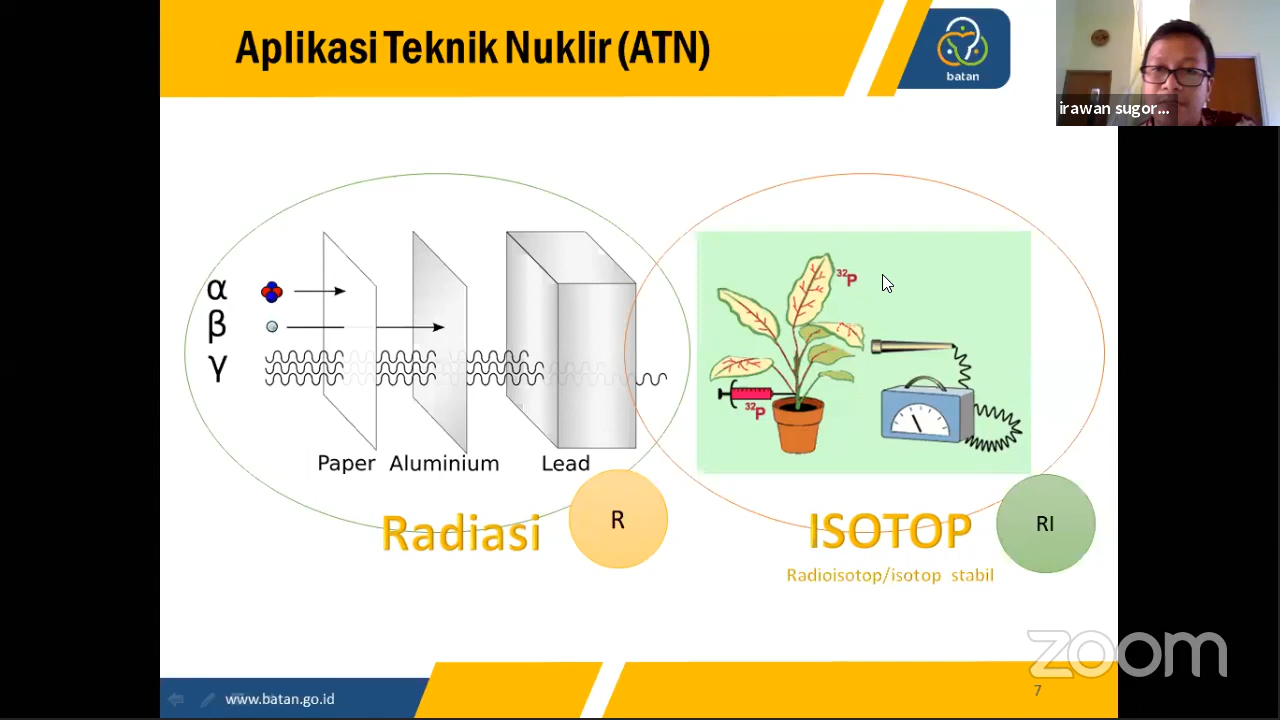 Aplikasi Teknik Nuklir (ATN)
batan
irawan sugor...
α
β
γ
Paper Aluminium Lead
³²P
³²P
Radiasi
R
ISOTOP
RI
Radioisotop/isotop stabil
zoom
www.batan.go.id
7